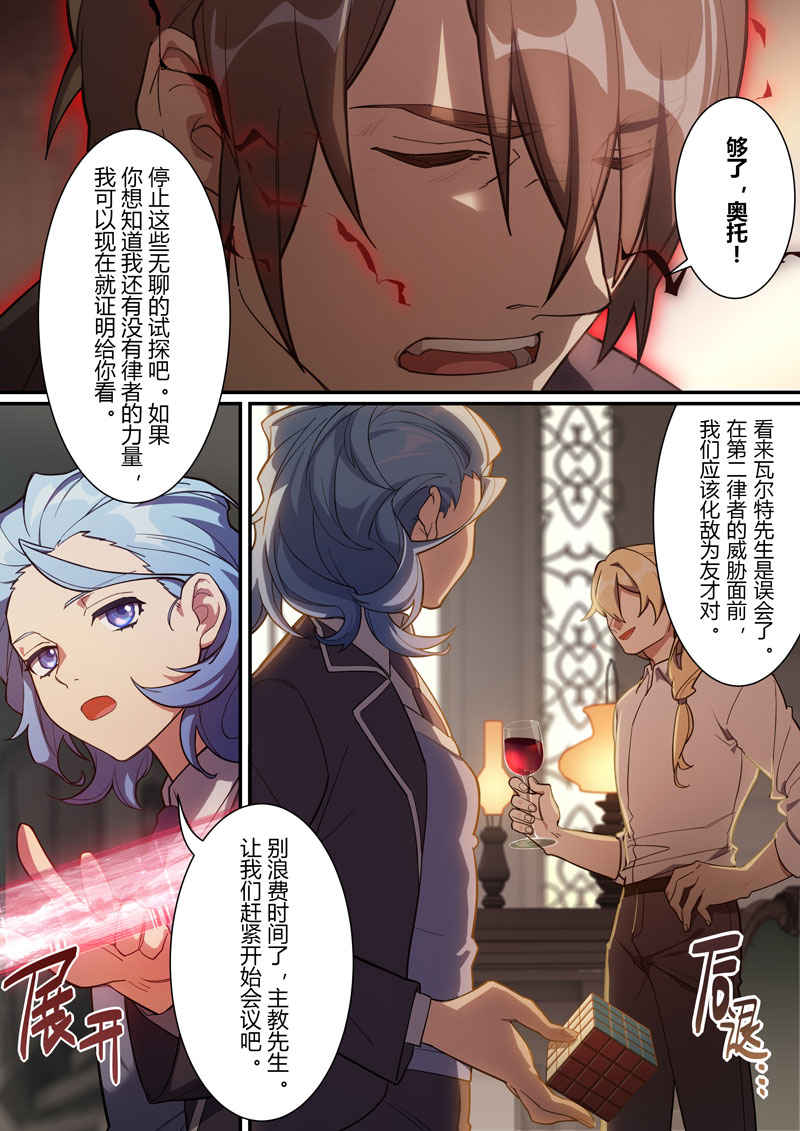 够了，奥托！
停止这些无聊的试探吧。如果
你想知道我还有没有律者的力量，
我可以现在就证明给你看。
看来瓦尔特先生是误会了。
在第二律者的威胁面前，
我们应该化敌为友才对。
后退…
别浪费时间了，主教先生。
让我们赶紧开始会议吧。
展开